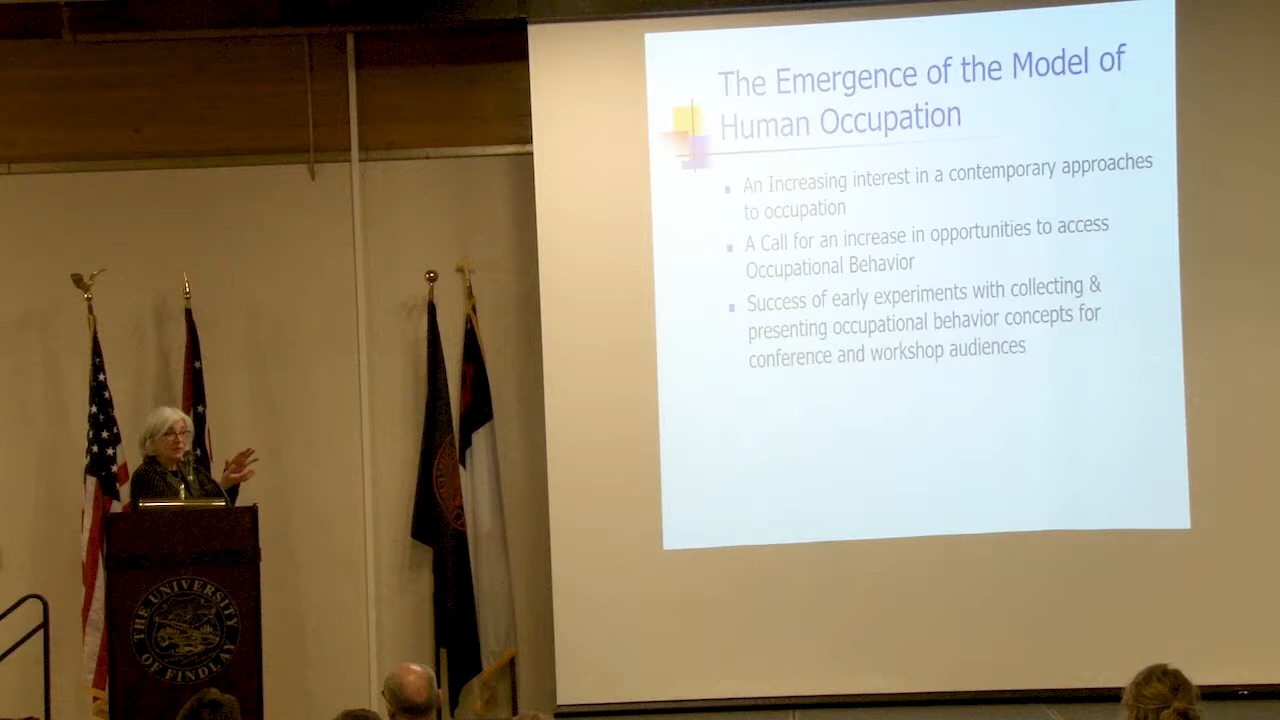 The Emergence of the Model of
Human Occupation
An Increasing interest in a contemporary approaches
to occupation
A Call for an increase in opportunities to access
Occupational Behavior
Success of early experiments with collecting &
presenting occupational behavior concepts for
conference and workshop audiences
THE UNIVERSITY
OF FINDLAY